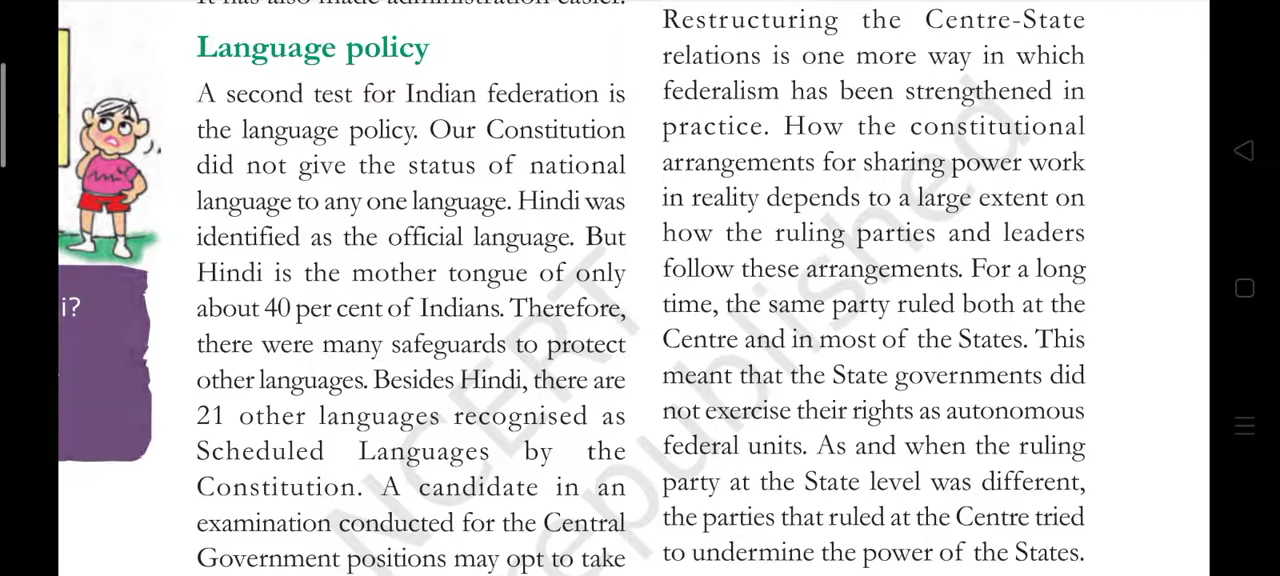 It has also made administration easier.
Language policy
A second test for Indian federation is
the language policy. Our Constitution
did not give the status of national
language to any one language. Hindi was
identified as the official language. But
Hindi is the mother tongue of only
about 40 per cent of Indians. Therefore,
there were many safeguards to protect
other languages. Besides Hindi, there are
21 other languages recognised as
Scheduled Languages by the
Constitution. A candidate in an
examination conducted for the Central
Government positions may opt to take
Restructuring the Centre-State
relations is one more way in which
federalism has been strengthened in
practice. How the constitutional
arrangements for sharing power work
in reality depends to a large extent on
how the ruling parties and leaders
follow these arrangements. For a long
time, the same party ruled both at the
Centre and in most of the States. This
meant that the State governments did
not exercise their rights as autonomous
federal units. As and when the ruling
party at the State level was different,
the parties that ruled at the Centre tried
to undermine the power of the States.
i?
NCERT
republished